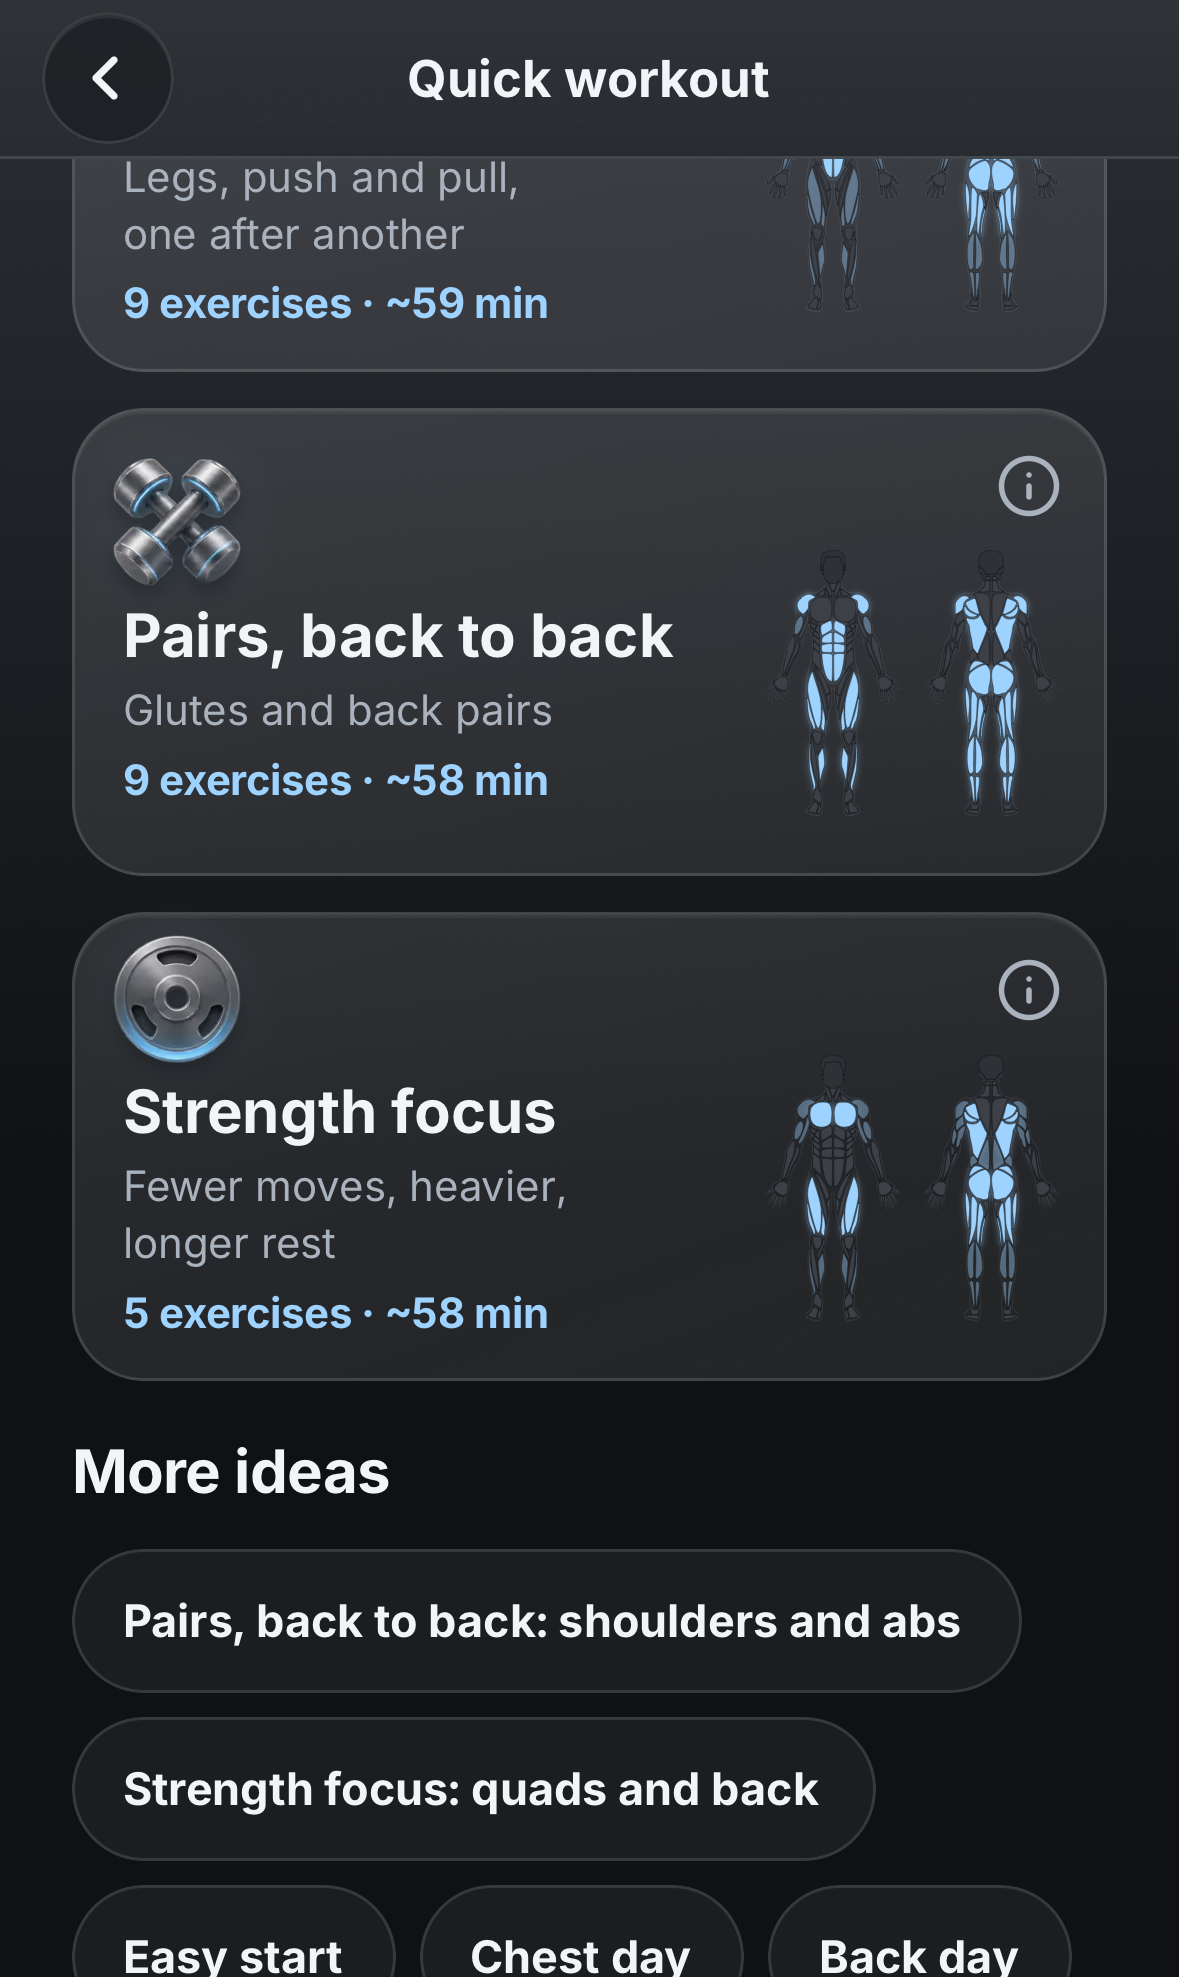 Quick workout
Legs, push and pull,
one after another
9 exercises · ~59 min
Pairs, back to back
Glutes and back pairs
9 exercises · ~58 min
Strength focus
Fewer moves, heavier,
longer rest
5 exercises · ~58 min
More ideas
Pairs, back to back: shoulders and abs
Strength focus: quads and back
Easy start
Chest day
Back day